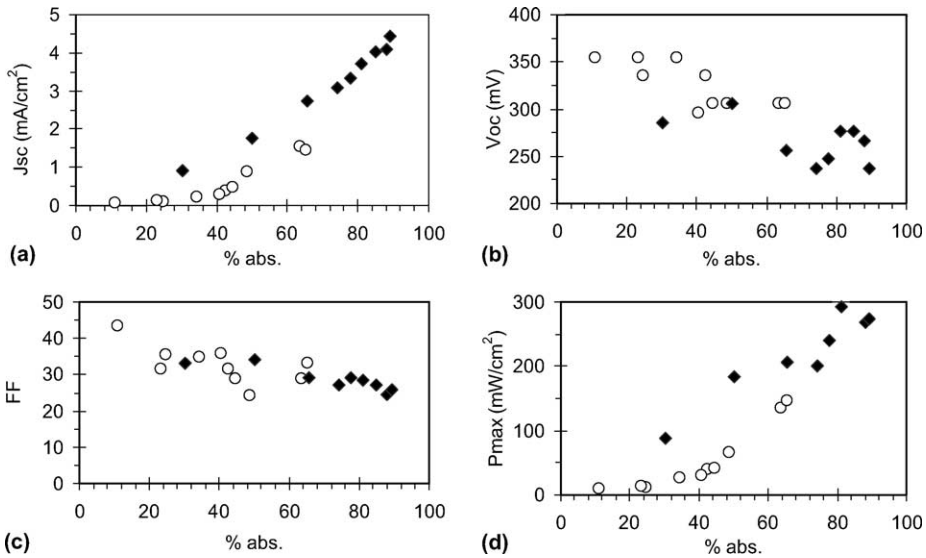 5
4
3
2
1
0
Jsc (mA/cm²)
0 20 40 60 80 100
(a) % abs.
400
350
300
250
200
Voc (mV)
0 20 40 60 80 100
(b) % abs.
50
40
30
20
10
0
FF
0 20 40 60 80 100
(c) % abs.
300
200
100
0
Pmax (mW/cm²)
0 20 40 60 80 100
(d) % abs.